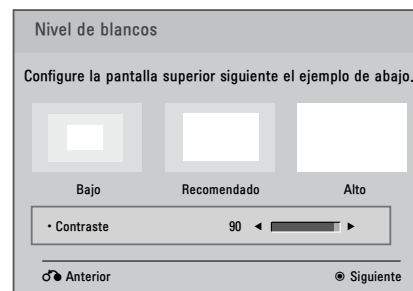 Nivel de blancos
Configure la pantalla superior siguiente el ejemplo de abajo.
Bajo Recomendado Alto
• Contraste 90 ◄ ►
Anterior ◉ Siguiente